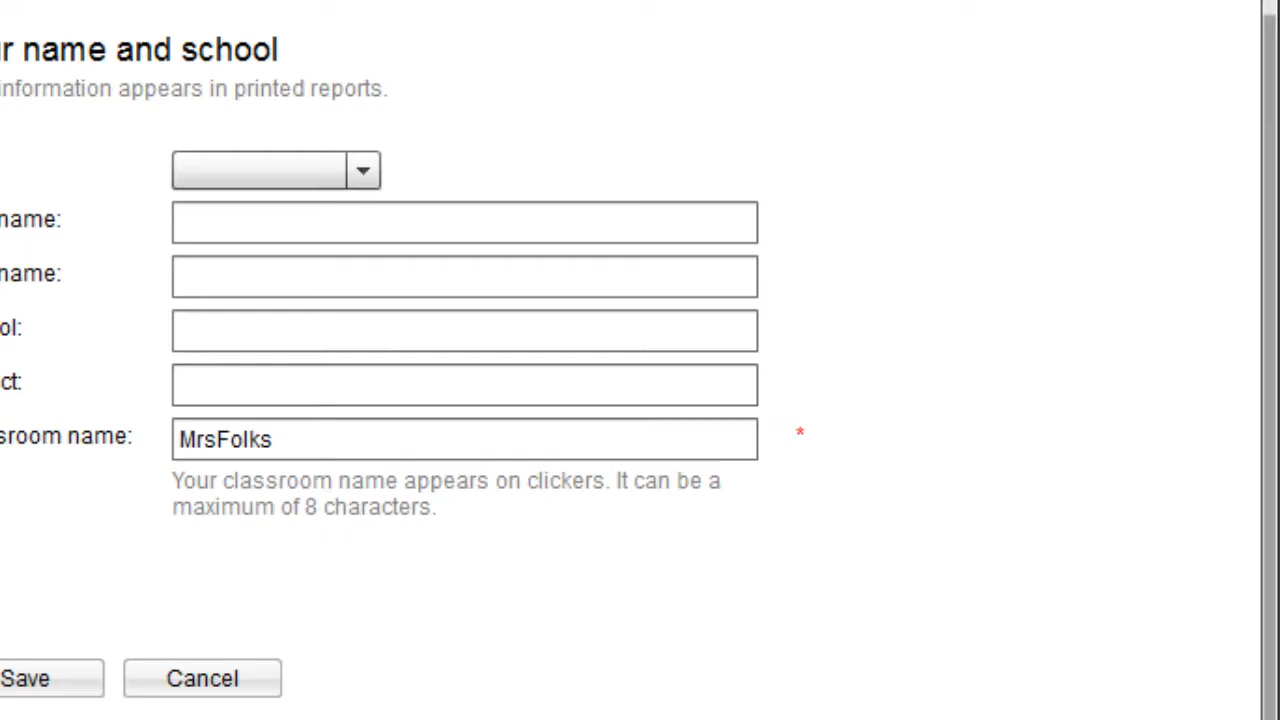 r name and school
information appears in printed reports.
name:
name:
ol:
ct:
sroom name: MrsFolks *
Your classroom name appears on clickers. It can be a
maximum of 8 characters.
Save Cancel